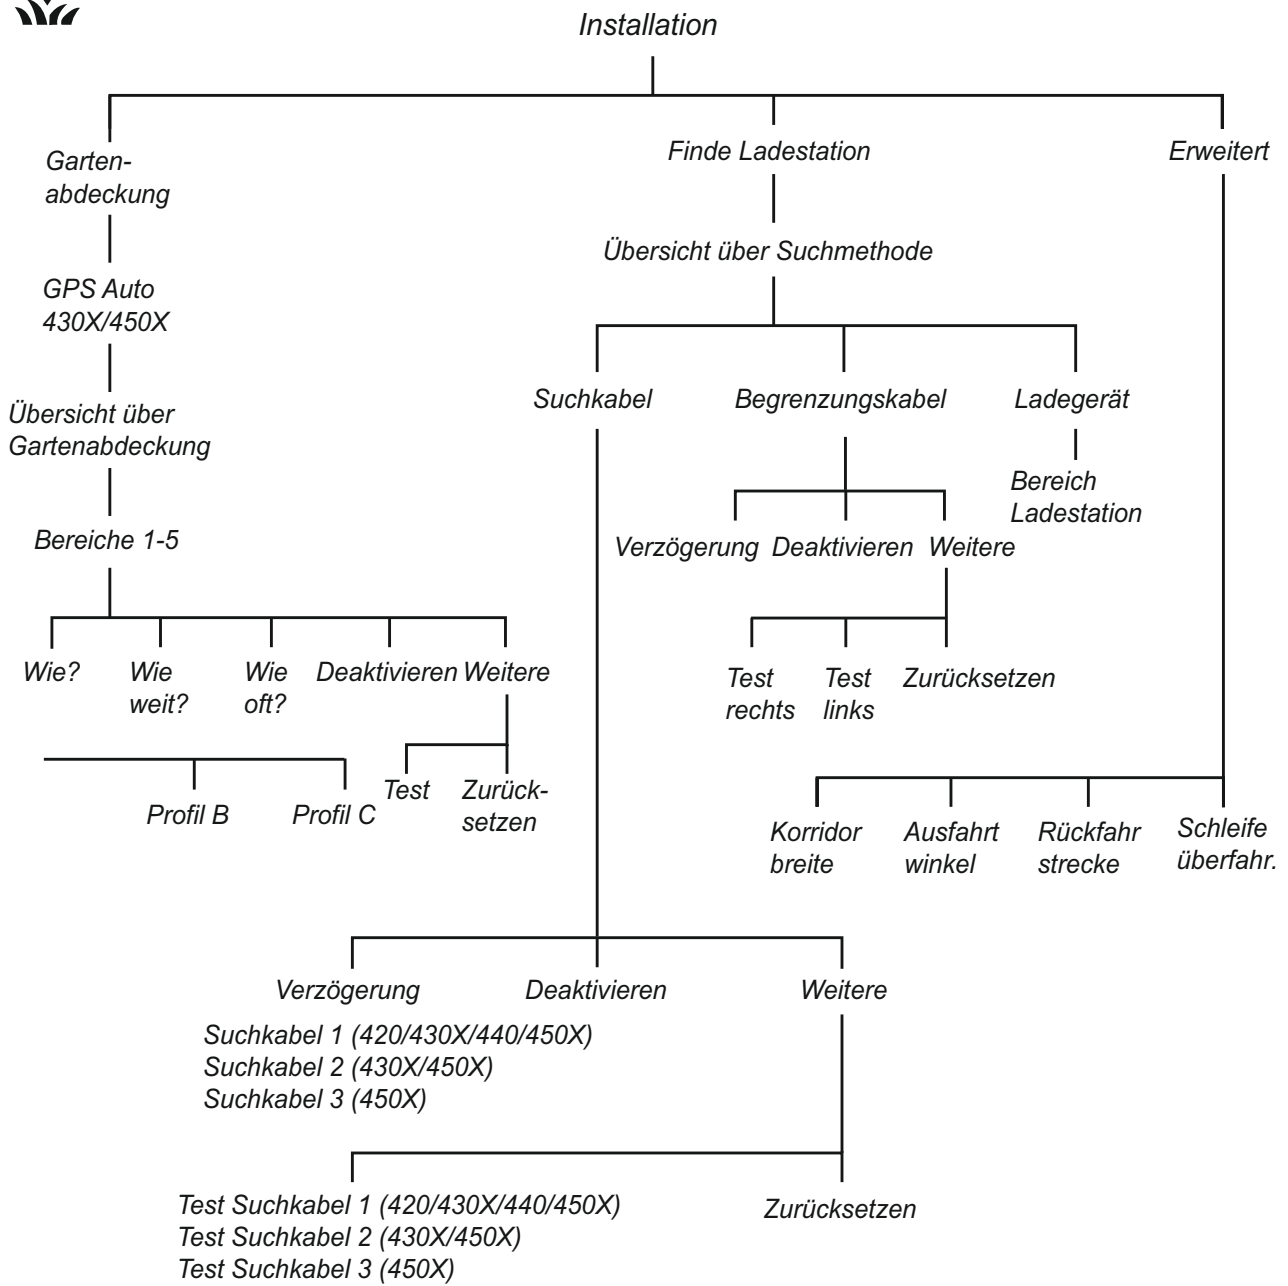 Installation
Garten-
abdeckung
Finde Ladestation
Erweitert
Übersicht über Suchmethode
GPS Auto
430X/450X
Suchkabel
Begrenzungskabel
Ladegerät
Übersicht über
Gartenabdeckung
Bereich
Ladestation
Bereiche 1-5
Verzögerung
Deaktivieren
Weitere
Wie?
Wie
weit?
Wie
oft?
Deaktivieren
Weitere
Test
rechts
Test
links
Zurücksetzen
Test
Zurück-
setzen
Profil B
Profil C
Korridor
breite
Ausfahrt
winkel
Rückfahr
strecke
Schleife
überfahr.
Verzögerung
Deaktivieren
Weitere
Suchkabel 1 (420/430X/440/450X)
Suchkabel 2 (430X/450X)
Suchkabel 3 (450X)
Test Suchkabel 1 (420/430X/440/450X)
Test Suchkabel 2 (430X/450X)
Test Suchkabel 3 (450X)
Zurücksetzen